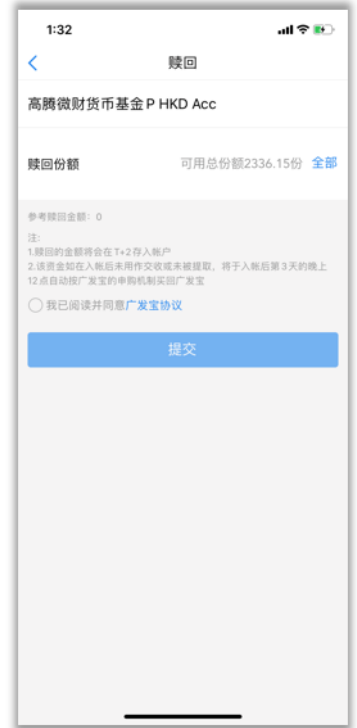 1:32
赎回
高腾微财货币基金P HKD Acc
赎回份额 可用总份额2336.15份 全部
参考赎回金额: 0
注:
1.赎回的金额将会在T+2存入帐户
2.该资金如在入帐后未用作交收或未被提取，将于入帐后第3天的晚上
12点自动按广发宝的申购机制买回广发宝
我已阅读并同意广发宝协议
提交